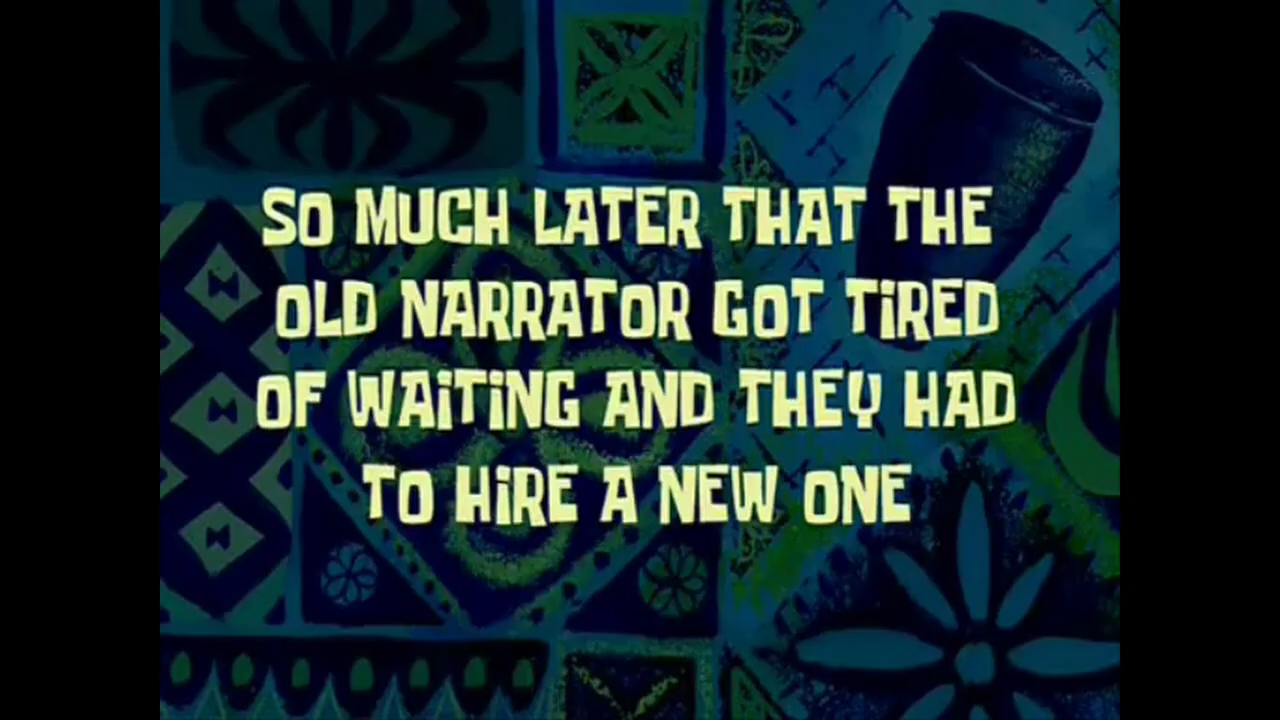 SO MUCH LATER THAT THE
OLD NARRATOR GOT TiRED
OF WAiTiNG AND THEY HAD
TO HiRE A NEW ONE